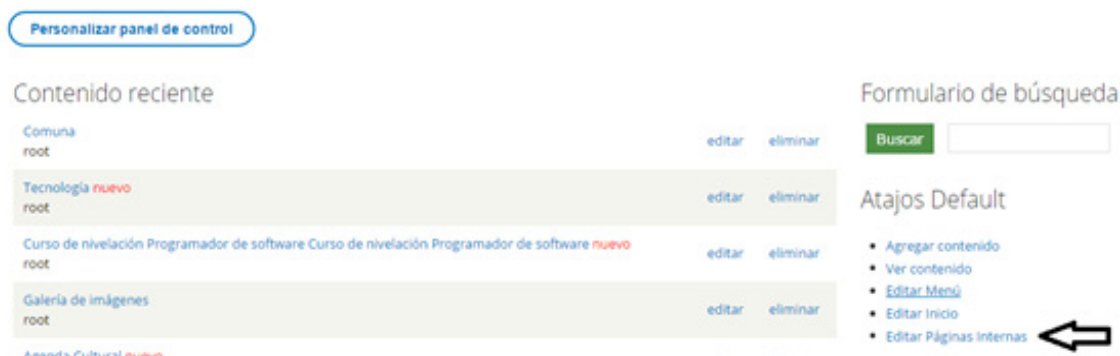 Personalizar panel de control
Contenido reciente
Comuna
root
editar eliminar
Tecnología nuevo
root
editar eliminar
Curso de nivelación Programador de software Curso de nivelación Programador de software nuevo
root
editar eliminar
Galería de imágenes
root
editar eliminar
Agenda Cultural nuevo
Formulario de búsqueda
Buscar
Atajos Default
Agregar contenido
Ver contenido
Editar Menú
Editar Inicio
Editar Páginas Internas